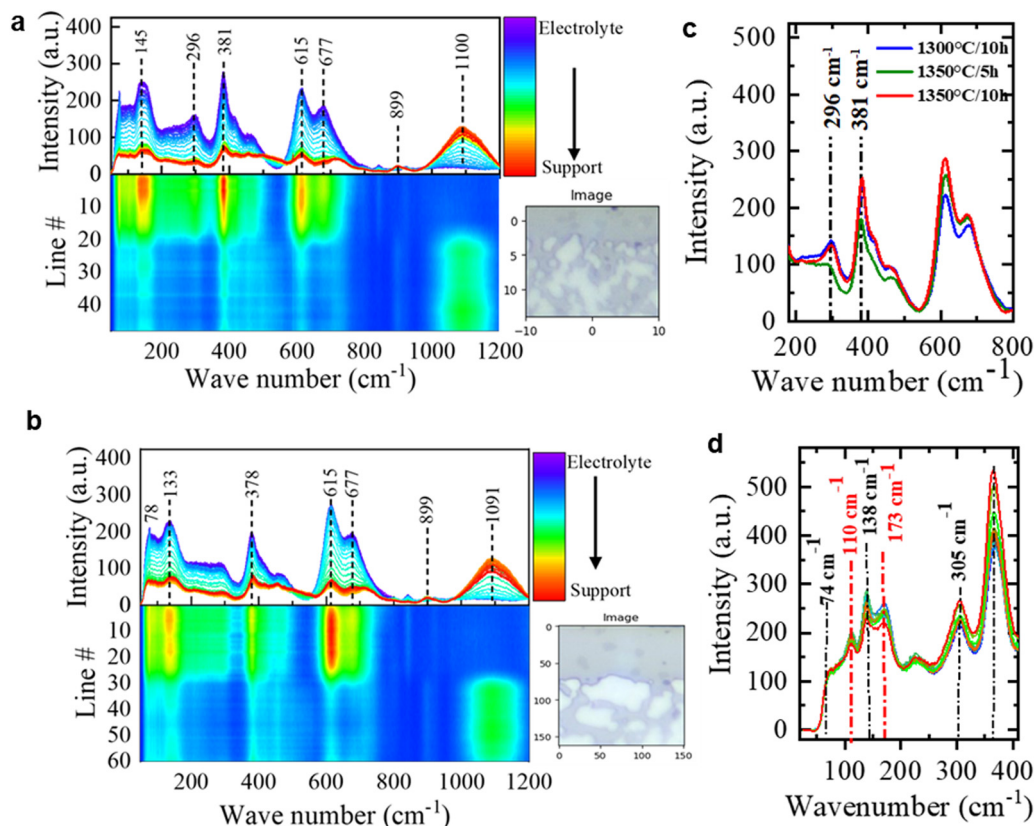 a
Intensity (a.u.)
400
300
200
100
0
145
296
381
615
677
899
1100
Electrolyte
Support
Line #
10
20
30
40
200 400 600 800 1000 1200
Wave number (cm-1)
Image
0
5
10
−10 0 10
b
Intensity (a.u.)
400
300
200
100
0
78
133
378
615
677
899
1091
Electrolyte
Support
Line #
10
20
30
40
50
60
200 400 600 800 1000 1200
Wave number (cm-1)
Image
0
50
100
150
0 50 100 150
c
Intensity (a.u.)
500
400
300
200
100
0
296 cm-1
381 cm-1
1300°C/10h
1350°C/5h
1350°C/10h
200 400 600 800
Wave number cm-1
d
Intensity (a.u.)
500
400
300
200
100
0
74 cm-1
110 cm-1
138 cm-1
173 cm-1
305 cm-1
100 200 300 400
Wavenumber (cm-1)